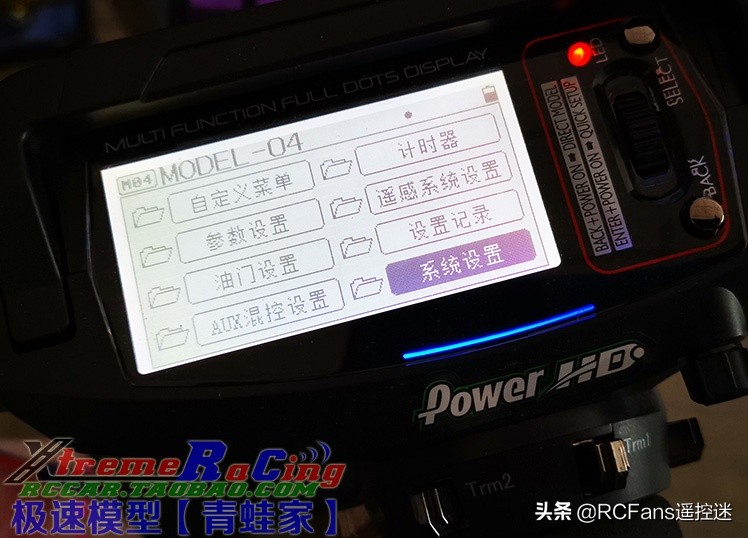 MULTI FUNCTION FULL DOTS DISPLAY
LED
SELECT
BACK
BACK+POWER ON ➡ DIRECT MODEL
ENTER+POWER ON ➡ QUICK SETUP
M04 MODEL-04
自定义菜单
计时器
参数设置
遥感系统设置
油门设置
设置记录
AUX混控设置
系统设置
Power HD
Trm1
Trm2
XtremeRaCing
RCCAR.TAOBAO.COM
极速模型【青蛙家】
头条 @RCFans遥控迷